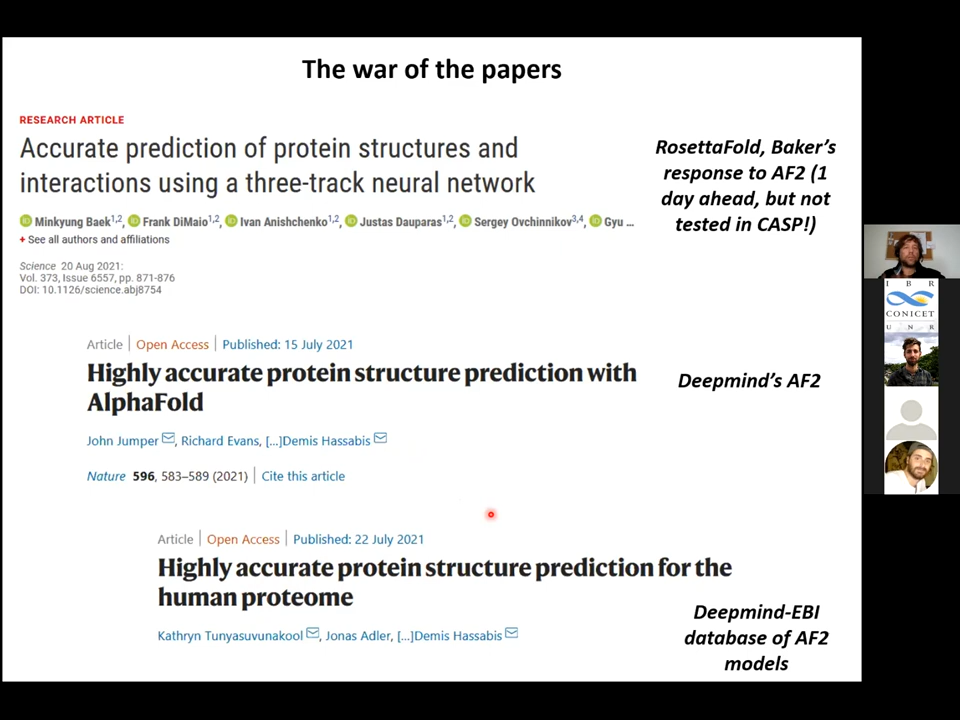 The war of the papers
RESEARCH ARTICLE
Accurate prediction of protein structures and
interactions using a three-track neural network
Minkyung Baek1,2, Frank DiMaio1,2, Ivan Anishchenko1,2, Justas Dauparas1,2, Sergey Ovchinnikov3,4, Gyu ...
+ See all authors and affiliations
Science 20 Aug 2021:
Vol. 373, Issue 6557, pp. 871-876
DOI: 10.1126/science.abj8754
RosettaFold, Baker's
response to AF2 (1
day ahead, but not
tested in CASP!)
Article | Open Access | Published: 15 July 2021
Highly accurate protein structure prediction with
AlphaFold
John Jumper, Richard Evans, [...]Demis Hassabis
Nature 596, 583–589 (2021) | Cite this article
Deepmind's AF2
Article | Open Access | Published: 22 July 2021
Highly accurate protein structure prediction for the
human proteome
Kathryn Tunyasuvunakool, Jonas Adler, [...]Demis Hassabis
Deepmind-EBI
database of AF2
models
I B R
CONICET
U N R